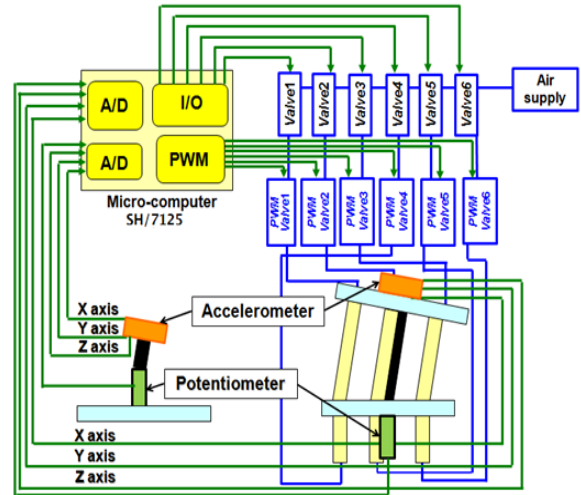 A/D
I/O
A/D
PWM
Micro-computer
SH/7125
Valve1
Valve2
Valve3
Valve4
Valve5
Valve6
Air
supply
PWM
Valve1
PWM
Valve2
PWM
Valve3
PWM
Valve4
PWM
Valve5
PWM
Valve6
X axis
Y axis
Z axis
Accelerometer
Potentiometer
X axis
Y axis
Z axis